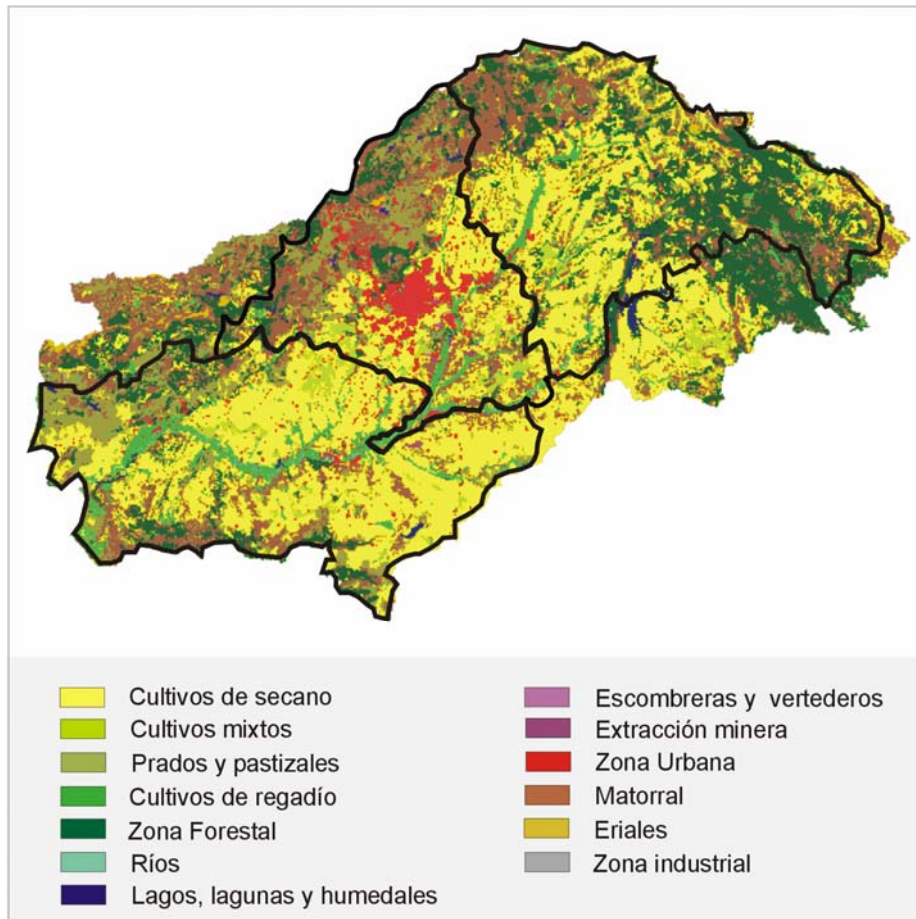 Cultivos de secano
Cultivos mixtos
Prados y pastizales
Cultivos de regadío
Zona Forestal
Ríos
Lagos, lagunas y humedales
Escombreras y vertederos
Extracción minera
Zona Urbana
Matorral
Eriales
Zona industrial